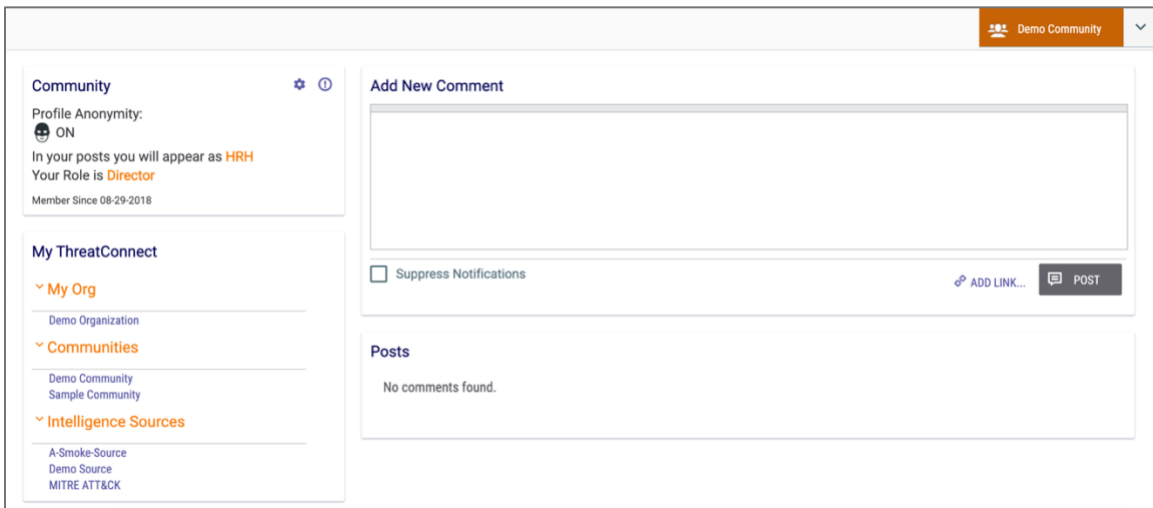 Demo Community
Community
Profile Anonymity:
ON
In your posts you will appear as HRH
Your Role is Director
Member Since 08-29-2018
My ThreatConnect
My Org
Demo Organization
Communities
Demo Community
Sample Community
Intelligence Sources
A-Smoke-Source
Demo Source
MITRE ATT&CK
Add New Comment
Suppress Notifications
ADD LINK...
POST
Posts
No comments found.